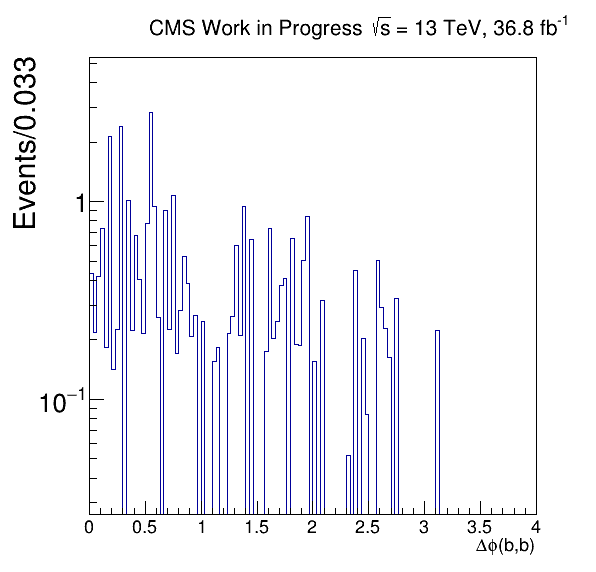 CMS Work in Progress √s = 13 TeV, 36.8 fb⁻¹
Events/0.033
1
10⁻¹
0 0.5 1 1.5 2 2.5 3 3.5 4
Δϕ(b,b)